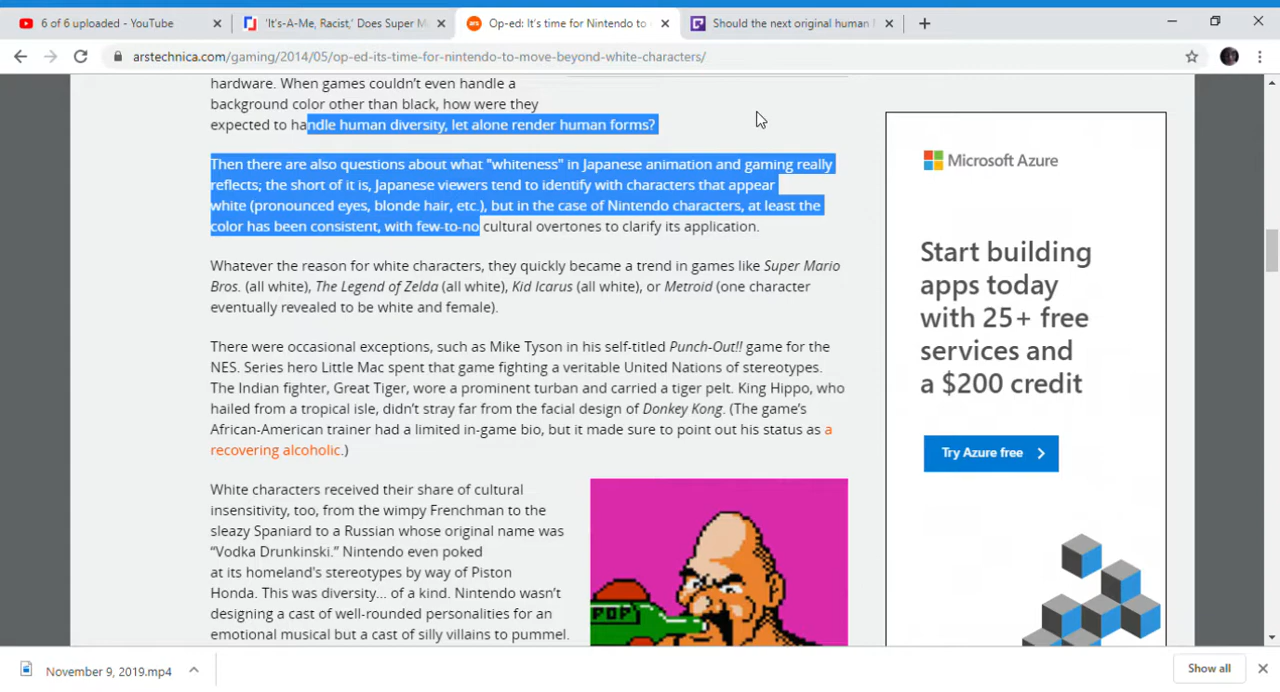 6 of 6 uploaded - YouTube
'It's-A-Me, Racist,' Does Super M
Op-ed: It's time for Nintendo to
Should the next original human
arstechnica.com/gaming/2014/05/op-ed-its-time-for-nintendo-to-move-beyond-white-characters/
hardware. When games couldn't even handle a
background color other than black, how were they
expected to handle human diversity, let alone render human forms?
Then there are also questions about what "whiteness" in Japanese animation and gaming really
reflects; the short of it is, Japanese viewers tend to identify with characters that appear
white (pronounced eyes, blonde hair, etc.), but in the case of Nintendo characters, at least the
color has been consistent, with few-to-no cultural overtones to clarify its application.
Whatever the reason for white characters, they quickly became a trend in games like Super Mario
Bros. (all white), The Legend of Zelda (all white), Kid Icarus (all white), or Metroid (one character
eventually revealed to be white and female).
There were occasional exceptions, such as Mike Tyson in his self-titled Punch-Out!! game for the
NES. Series hero Little Mac spent that game fighting a veritable United Nations of stereotypes.
The Indian fighter, Great Tiger, wore a prominent turban and carried a tiger pelt. King Hippo, who
hailed from a tropical isle, didn't stray far from the facial design of Donkey Kong. (The game's
African-American trainer had a limited in-game bio, but it made sure to point out his status as a
recovering alcoholic.)
White characters received their share of cultural
insensitivity, too, from the wimpy Frenchman to the
sleazy Spaniard to a Russian whose original name was
“Vodka Drunkinski.” Nintendo even poked
at its homeland's stereotypes by way of Piston
Honda. This was diversity... of a kind. Nintendo wasn't
designing a cast of well-rounded personalities for an
emotional musical but a cast of silly villains to pummel.
POP
Microsoft Azure
Start building
apps today
with 25+ free
services and
a $200 credit
Try Azure free
November 9, 2019.mp4
Show all